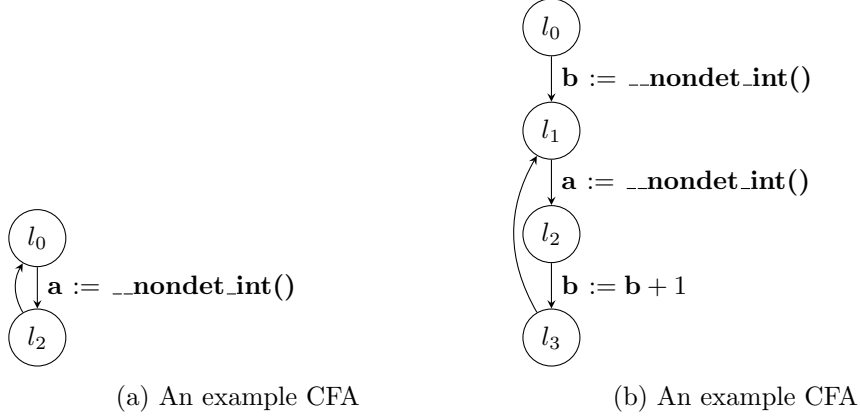 l₀
a := __nondet_int()
l₂
(a) An example CFA
l₀
b := __nondet_int()
l₁
a := __nondet_int()
l₂
b := b + 1
l₃
(b) An example CFA